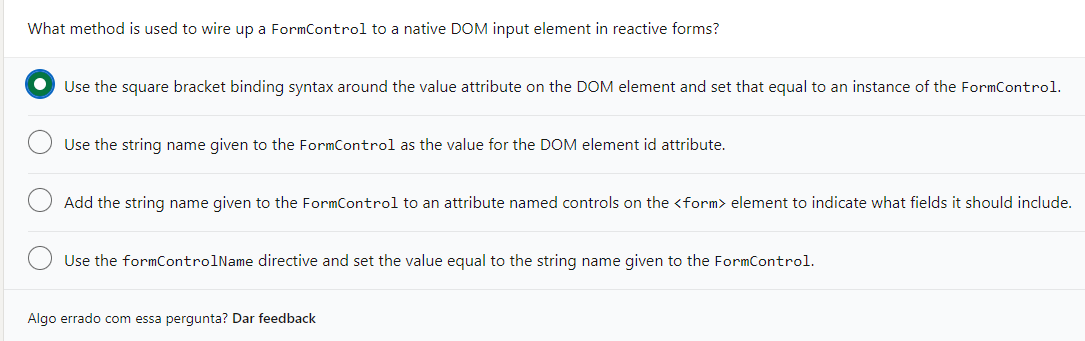 What method is used to wire up a FormControl to a native DOM input element in reactive forms?
Use the square bracket binding syntax around the value attribute on the DOM element and set that equal to an instance of the FormControl.
Use the string name given to the FormControl as the value for the DOM element id attribute.
Add the string name given to the FormControl to an attribute named controls on the <form> element to indicate what fields it should include.
Use the formControlName directive and set the value equal to the string name given to the FormControl.
Algo errado com essa pergunta? Dar feedback